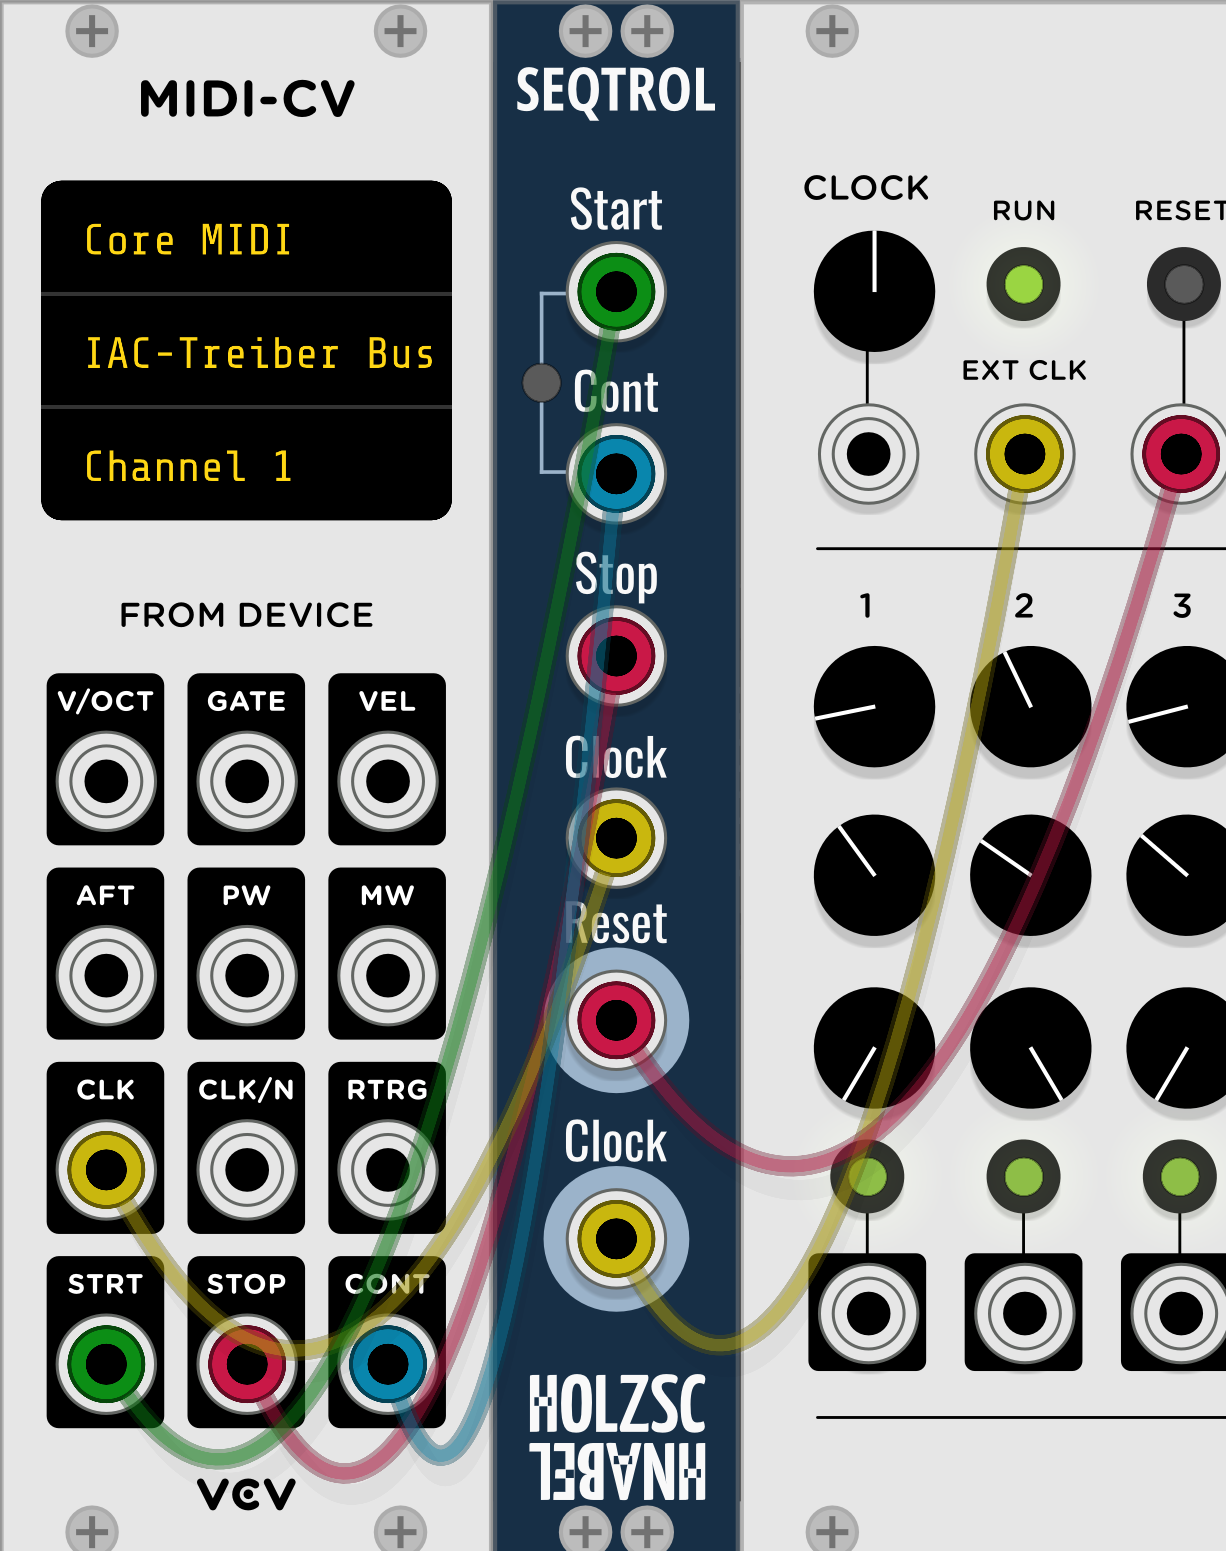 MIDI-CV
Core MIDI
IAC-Treiber Bus
Channel 1
FROM DEVICE
V/OCT GATE VEL
AFT PW MW
CLK CLK/N RTRG
STRT STOP CONT
VCV
SEQTROL
Start
Cont
Stop
Clock
Reset
Clock
HOLZSC
HNABEL
CLOCK
RUN
RESET
EXT CLK
1 2 3